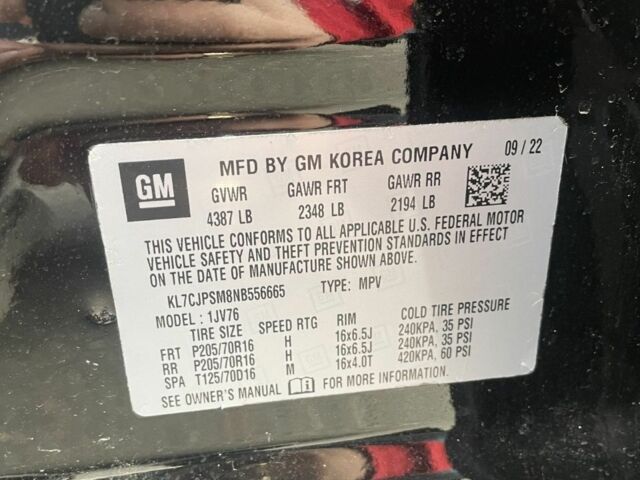 GM MFD BY GM KOREA COMPANY 09 / 22
GVWR GAWR FRT GAWR RR
4387 LB 2348 LB 2194 LB
THIS VEHICLE CONFORMS TO ALL APPLICABLE U.S. FEDERAL MOTOR
VEHICLE SAFETY AND THEFT PREVENTION STANDARDS IN EFFECT
ON THE DATE OF MANUFACTURE SHOWN ABOVE.
KL7CJPSM8NB556665 TYPE: MPV
MODEL : 1JV76
TIRE SIZE SPEED RTG RIM COLD TIRE PRESSURE
FRT P205/70R16 H 16x6.5J 240KPA, 35 PSI
RR P205/70R16 H 16x6.5J 240KPA, 35 PSI
SPA T125/70D16 M 16x4.0T 420KPA, 60 PSI
SEE OWNER'S MANUAL FOR MORE INFORMATION.